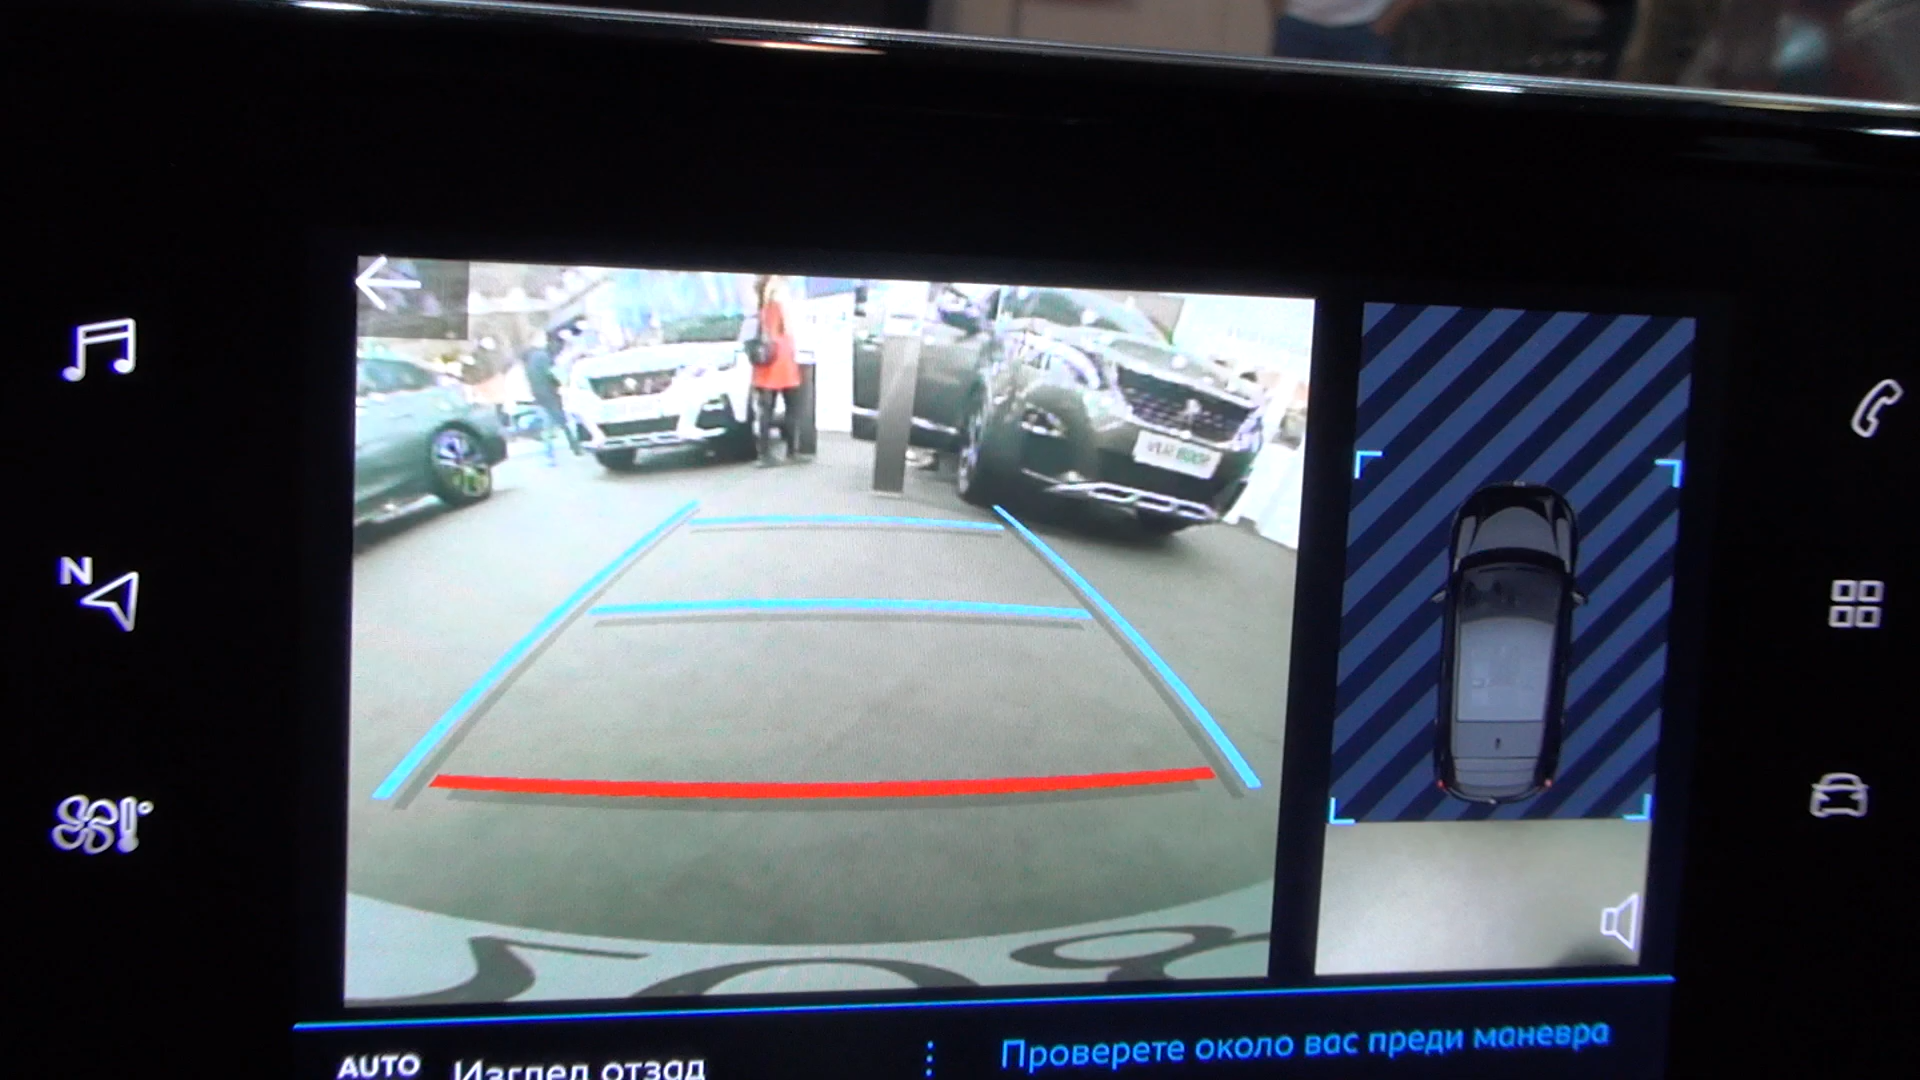 N
AUTO Изглед отзад
Проверете около вас преди маневра